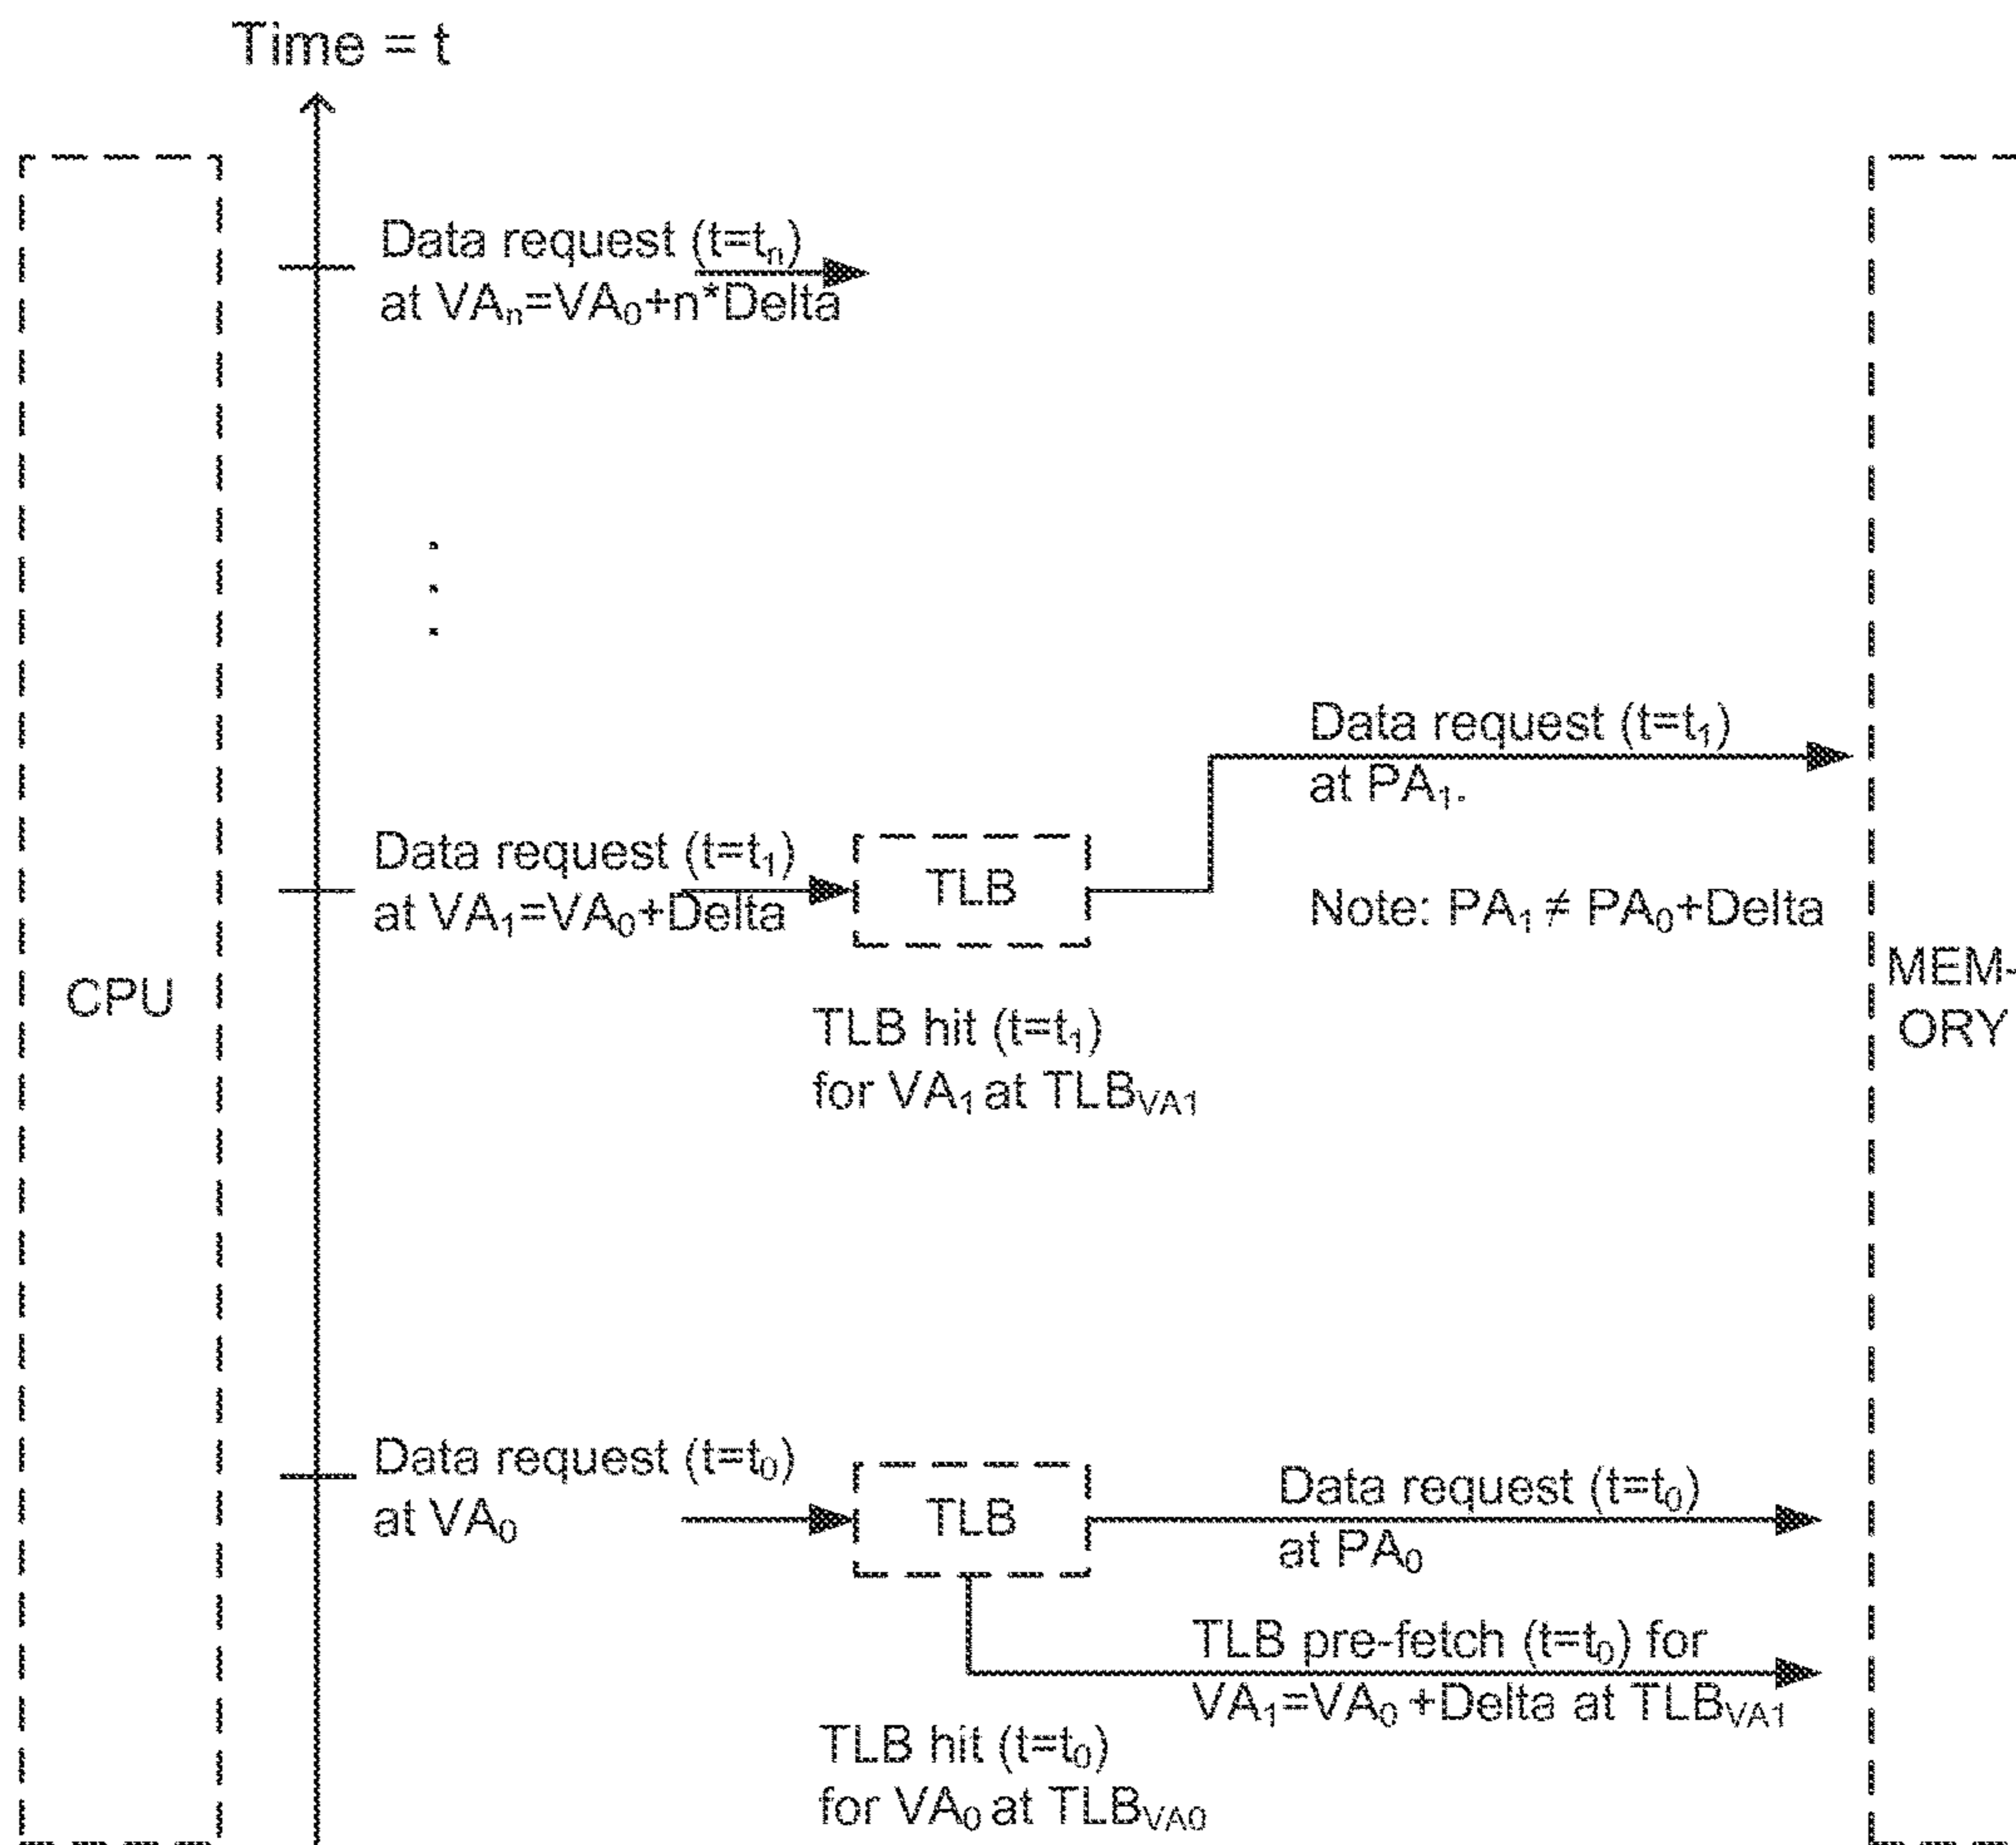 Time = t
Data request (t=tₙ)
at VAₙ=VA₀+n*Delta
Data request (t=t₁)
at PA₁.
Data request (t=t₁)
at VA₁=VA₀+Delta
TLB
Note: PA₁ ≠ PA₀+Delta
CPU
MEM-
ORY
TLB hit (t=t₁)
for VA₁ at TLB_VA1
Data request (t=t₀)
at VA₀
TLB
Data request (t=t₀)
at PA₀
TLB pre-fetch (t=t₀) for
VA₁=VA₀ +Delta at TLB_VA1
TLB hit (t=t₀)
for VA₀ at TLB_VA0